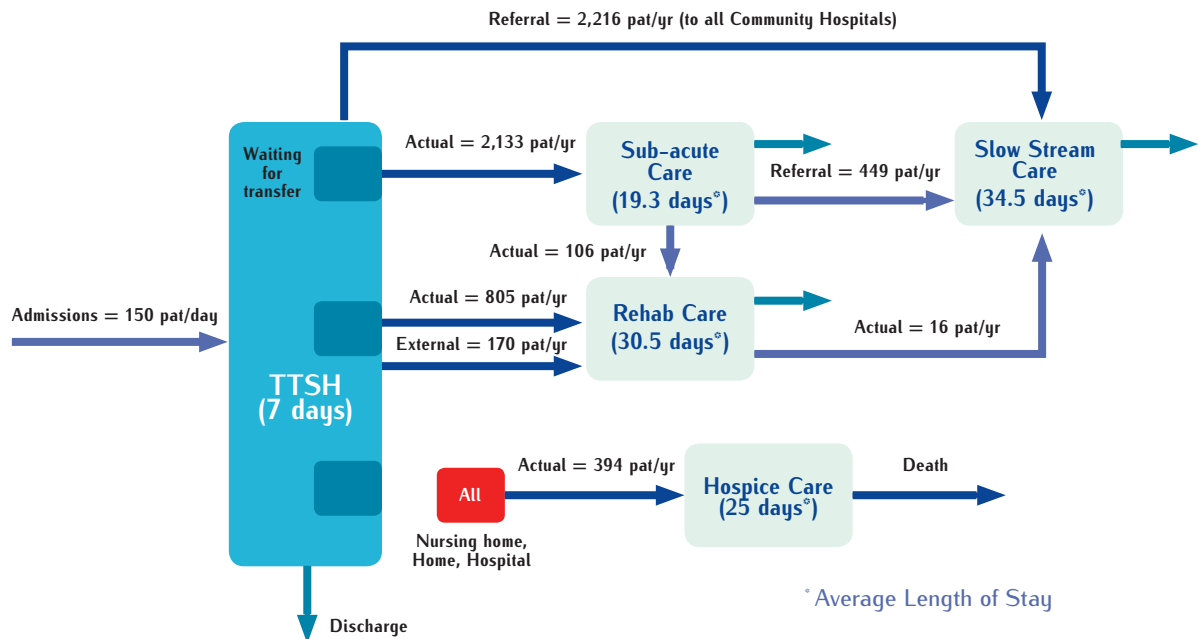 Referral = 2,216 pat/yr (to all Community Hospitals)
Waiting
for
transfer
Actual = 2,133 pat/yr
Sub-acute
Care
(19.3 days*)
Referral = 449 pat/yr
Slow Stream
Care
(34.5 days*)
Actual = 106 pat/yr
Admissions = 150 pat/day
Actual = 805 pat/yr
External = 170 pat/yr
Rehab Care
(30.5 days*)
Actual = 16 pat/yr
TTSH
(7 days)
All
Nursing home,
Home, Hospital
Actual = 394 pat/yr
Hospice Care
(25 days*)
Death
*Average Length of Stay
Discharge